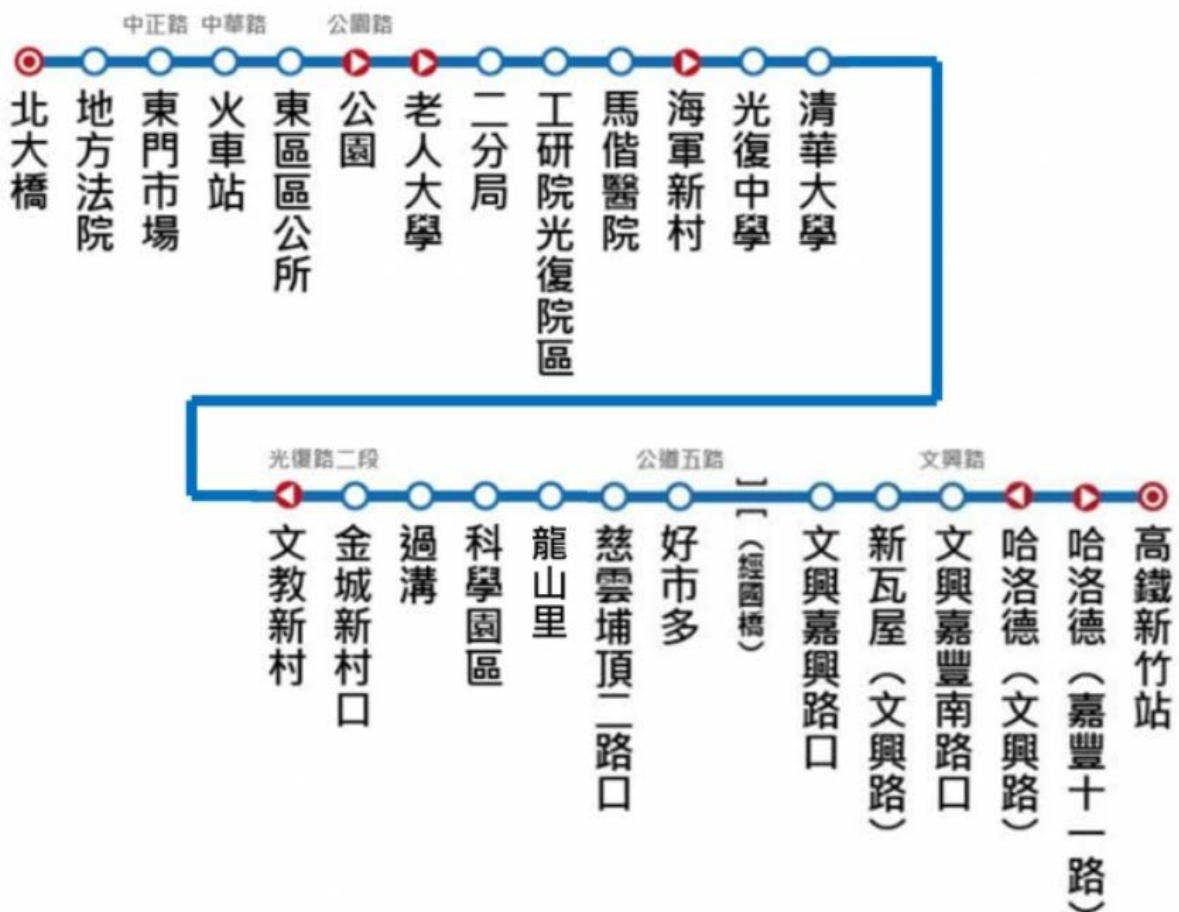 中正路 中華路 公園路
北大橋
地方法院
東門市場
火車站
東區區公所
公園
老人大學
二分局
工研院光復院區
馬偕醫院
海軍新村
光復中學
清華大學
光復路二段 公道五路 文興路
文教新村
金城新村口
過溝
科學園區
龍山里
慈雲埔頂二路口
好市多
(經國橋)
文興嘉興路口
新瓦屋(文興路)
文興嘉豐南路口
哈洛德(文興路)
哈洛德(嘉豐十一路)
高鐵新竹站